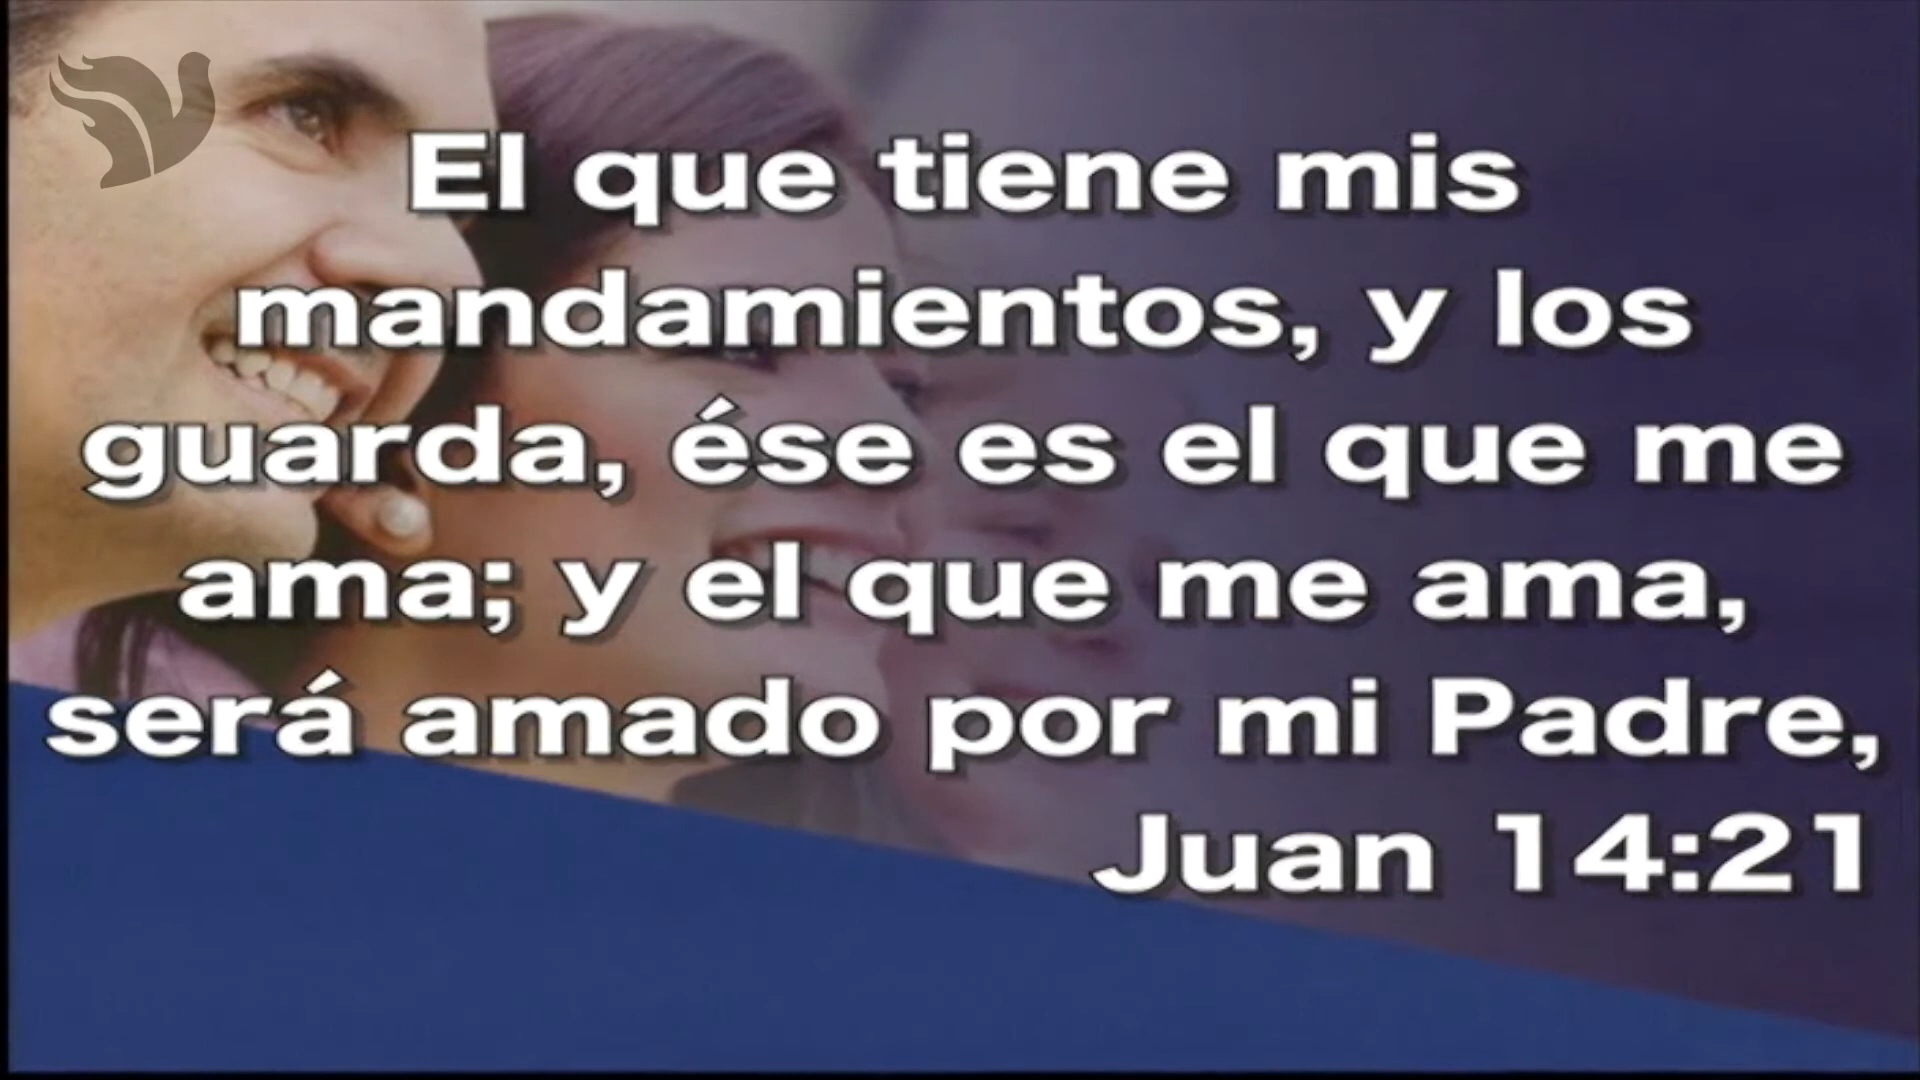 El que tiene mis
mandamientos, y los
guarda, ése es el que me
ama; y el que me ama,
será amado por mi Padre,
Juan 14:21